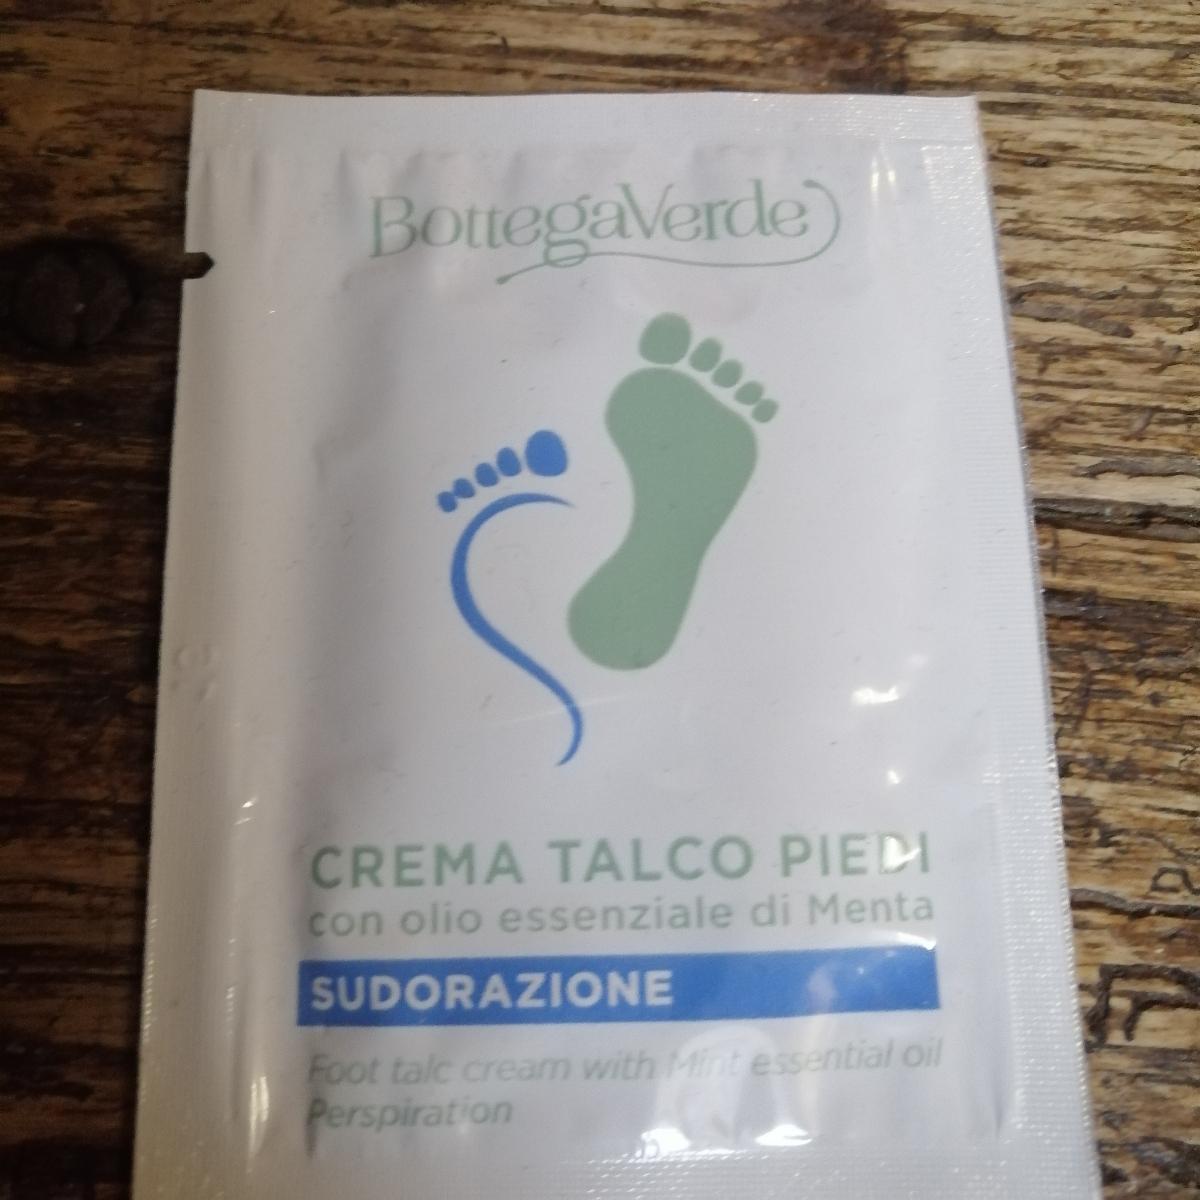 BottegaVerde
CREMA TALCO PIEDI
con olio essenziale di Menta
SUDORAZIONE
Foot talc cream with Mint essential oil
Perspiration